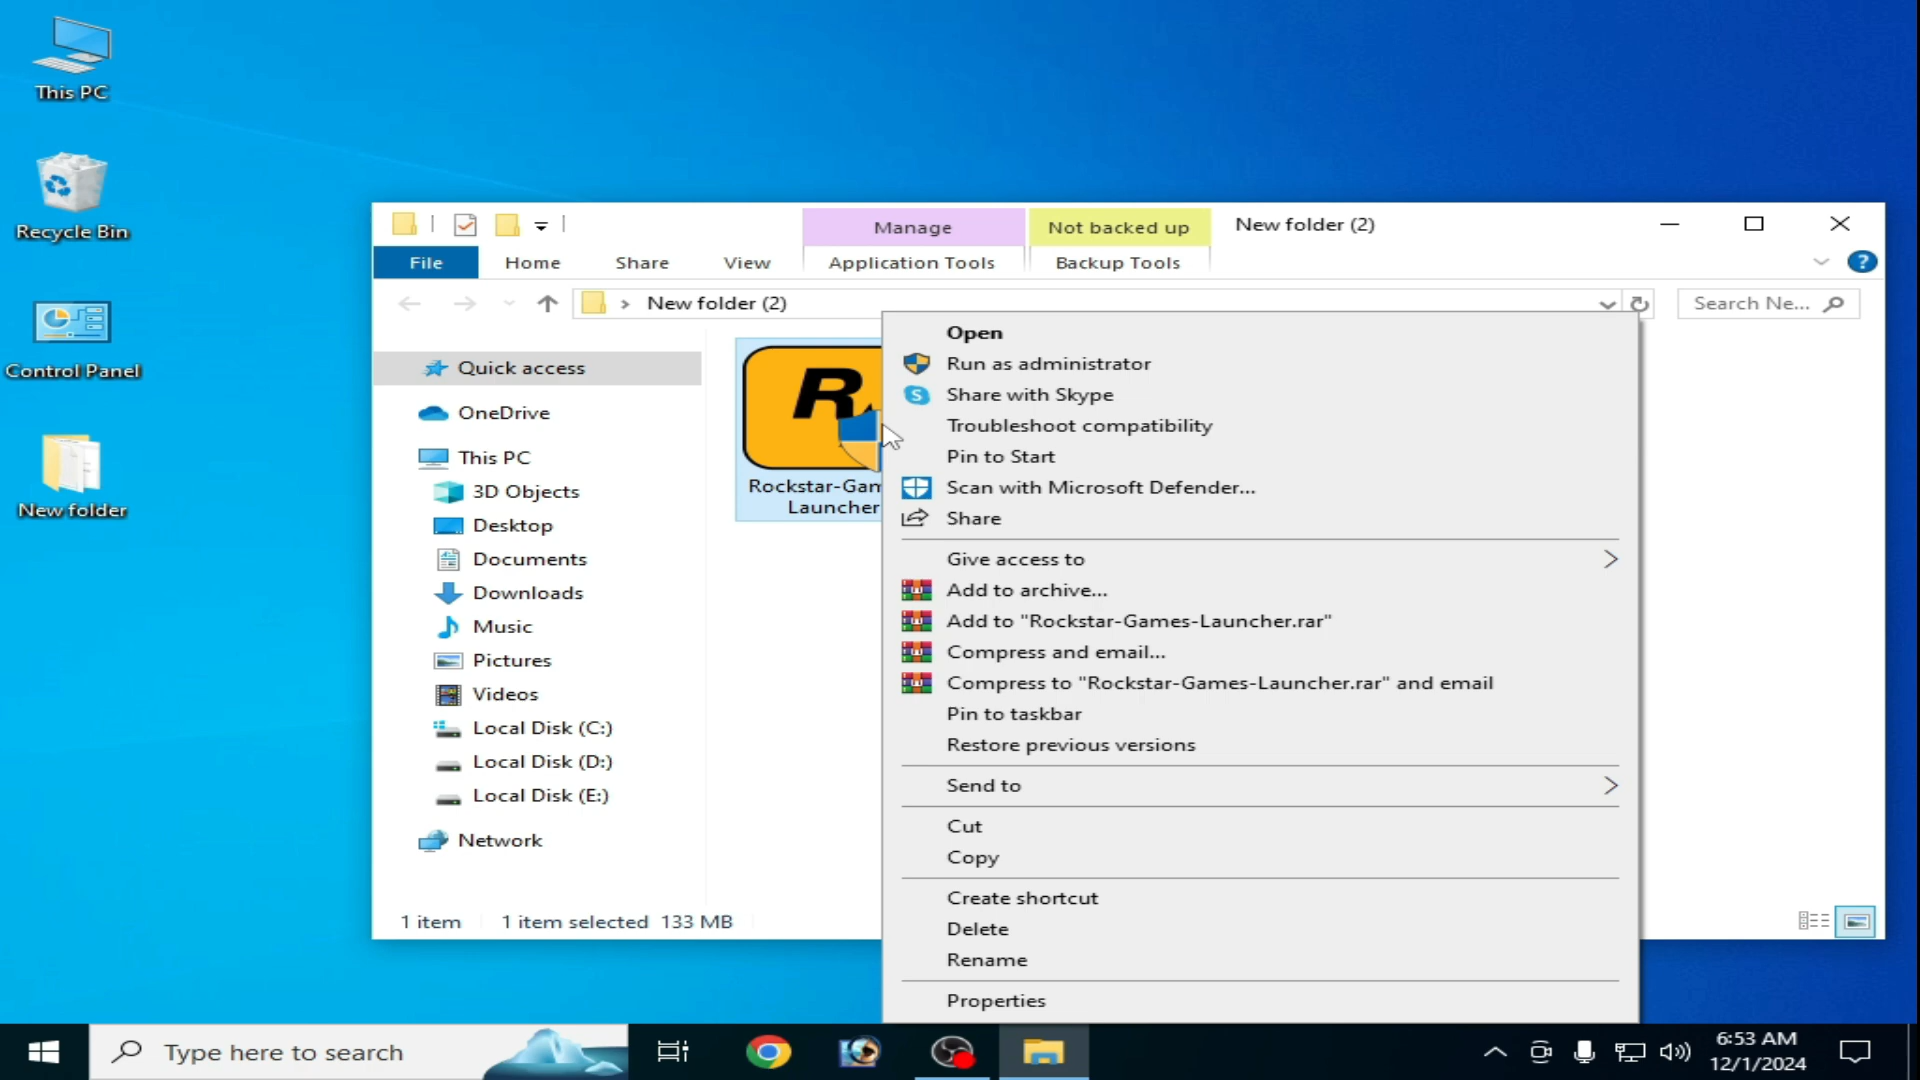 This PC
Recycle Bin
Control Panel
New folder
Manage
Not backed up
New folder (2)
File
Home
Share
View
Application Tools
Backup Tools
?
New folder (2)
Search Ne...
Quick access
OneDrive
This PC
3D Objects
Desktop
Documents
Downloads
Music
Pictures
Videos
Local Disk (C:)
Local Disk (D:)
Local Disk (E:)
Network
R
Launcher
Open
Run as administrator
S
Share with Skype
Troubleshoot compatibility
Pin to Start
Scan with Microsoft Defender...
Share
Give access to
Add to archive...
Add to "Rockstar-Games-Launcher.rar"
Compress and email...
Compress to "Rockstar-Games-Launcher.rar" and email
Pin to taskbar
Restore previous versions
Send to
Cut
Copy
Create shortcut
Delete
Rename
Properties
1 item
1 item selected 133 MB
Type here to search
6:53 AM
12/1/2024